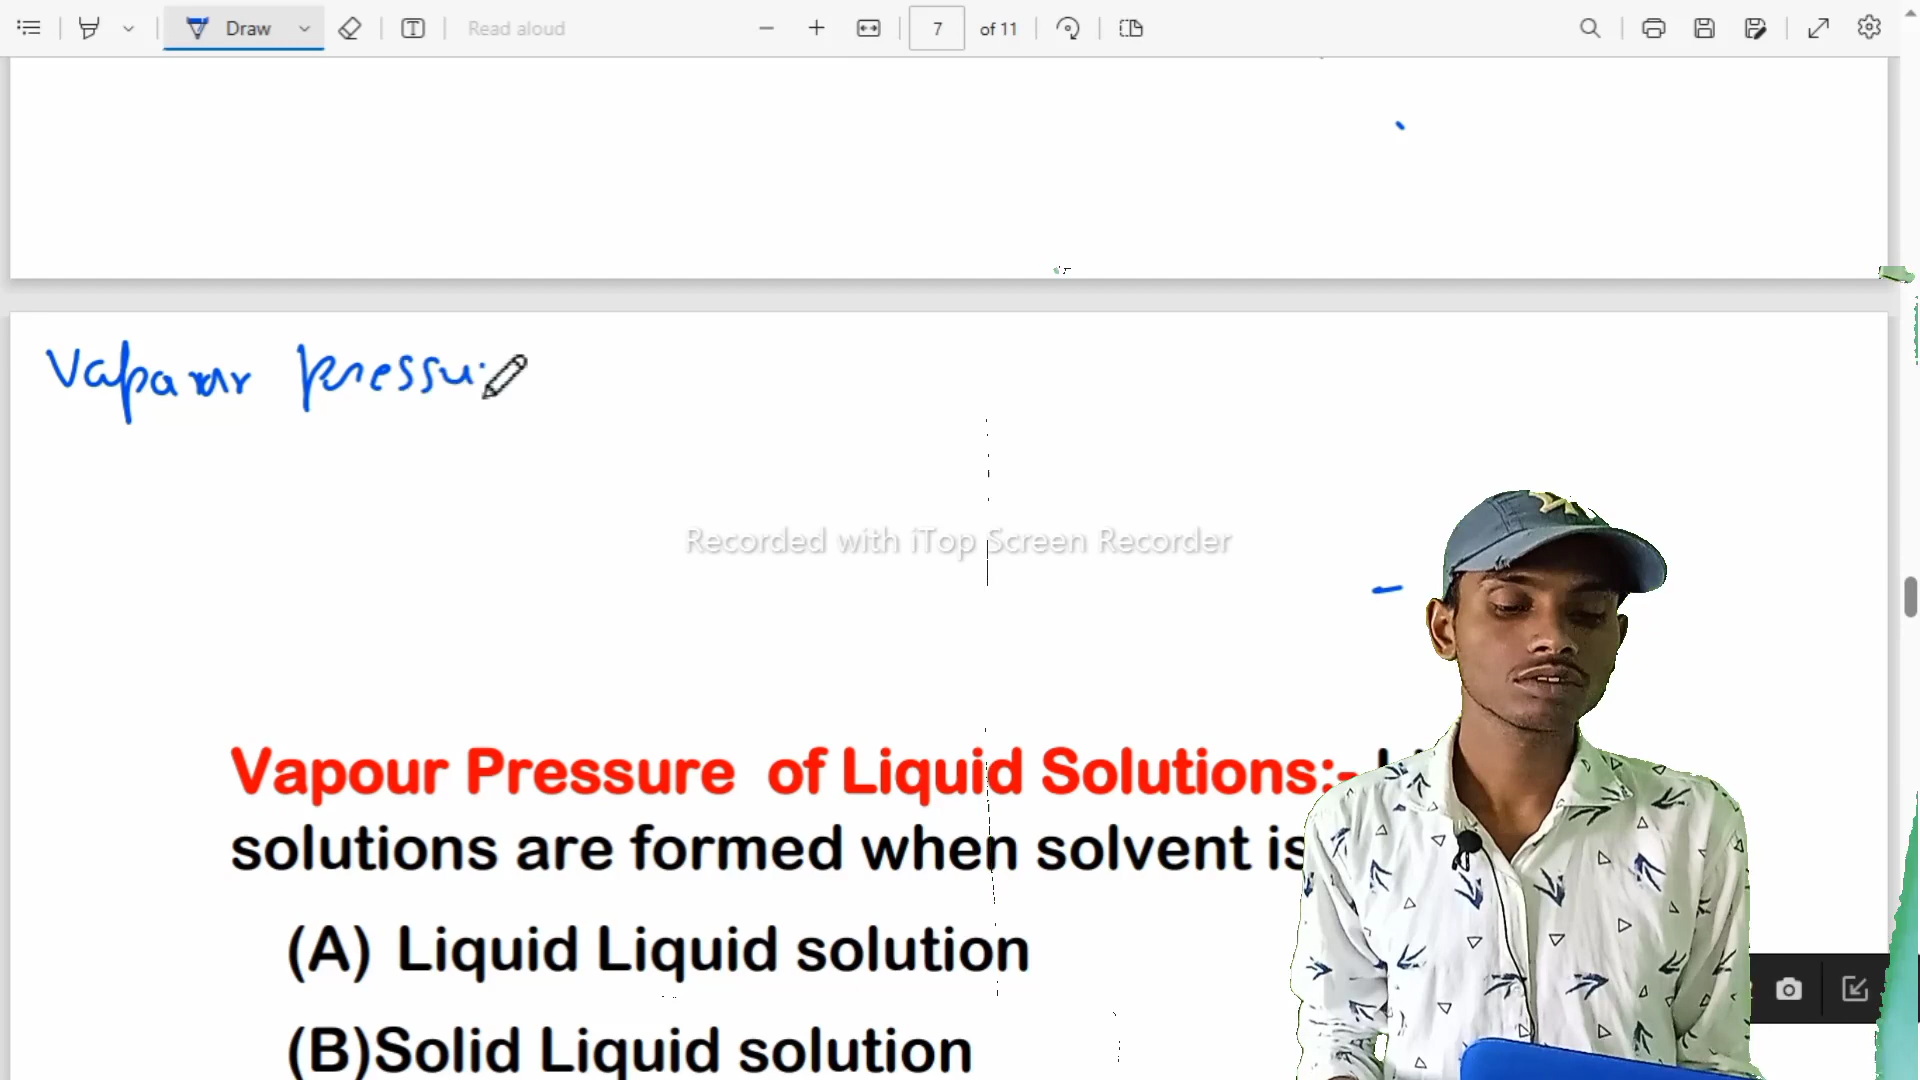 Draw
Read aloud
7 of 11
Vapour pressu
Recorded with iTop Screen Recorder
Vapour Pressure of Liquid Solutions:-
solutions are formed when solvent is
(A) Liquid Liquid solution
(B)Solid Liquid solution